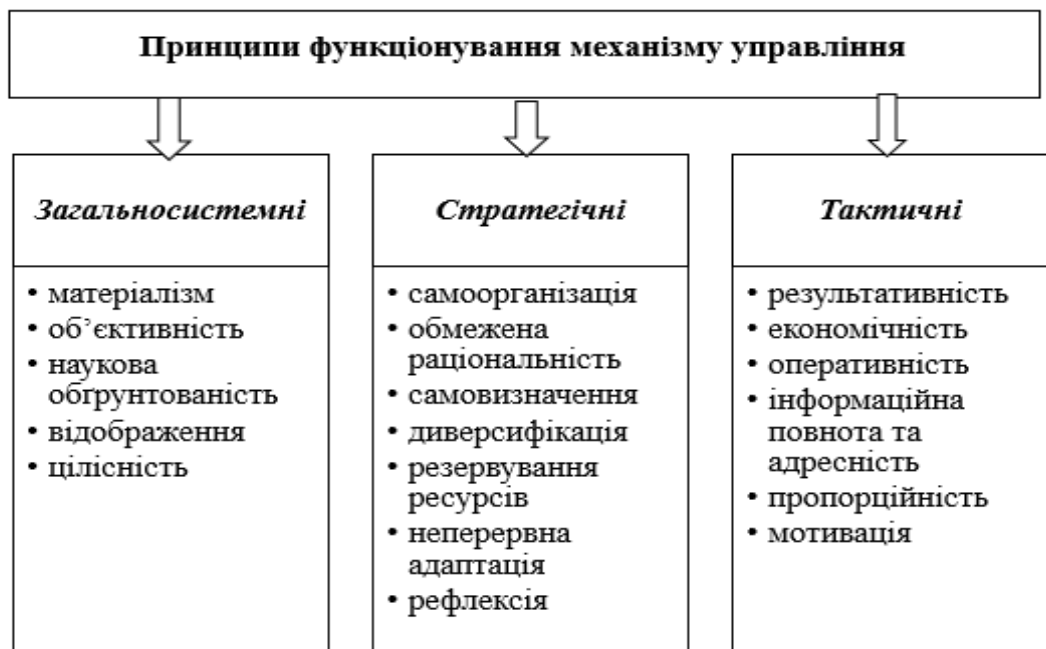 Принципи функціонування механізму управління
Загальносистемні
• матеріалізм
• об’єктивність
• наукова
обґрунтованість
• відображення
• цілісність
Стратегічні
• самоорганізація
• обмежена
раціональність
• самовизначення
• диверсифікація
• резервування
ресурсів
• неперервна
адаптація
• рефлексія
Тактичні
• результативність
• економічність
• оперативність
• інформаційна
повнота та
адресність
• пропорційність
• мотивація